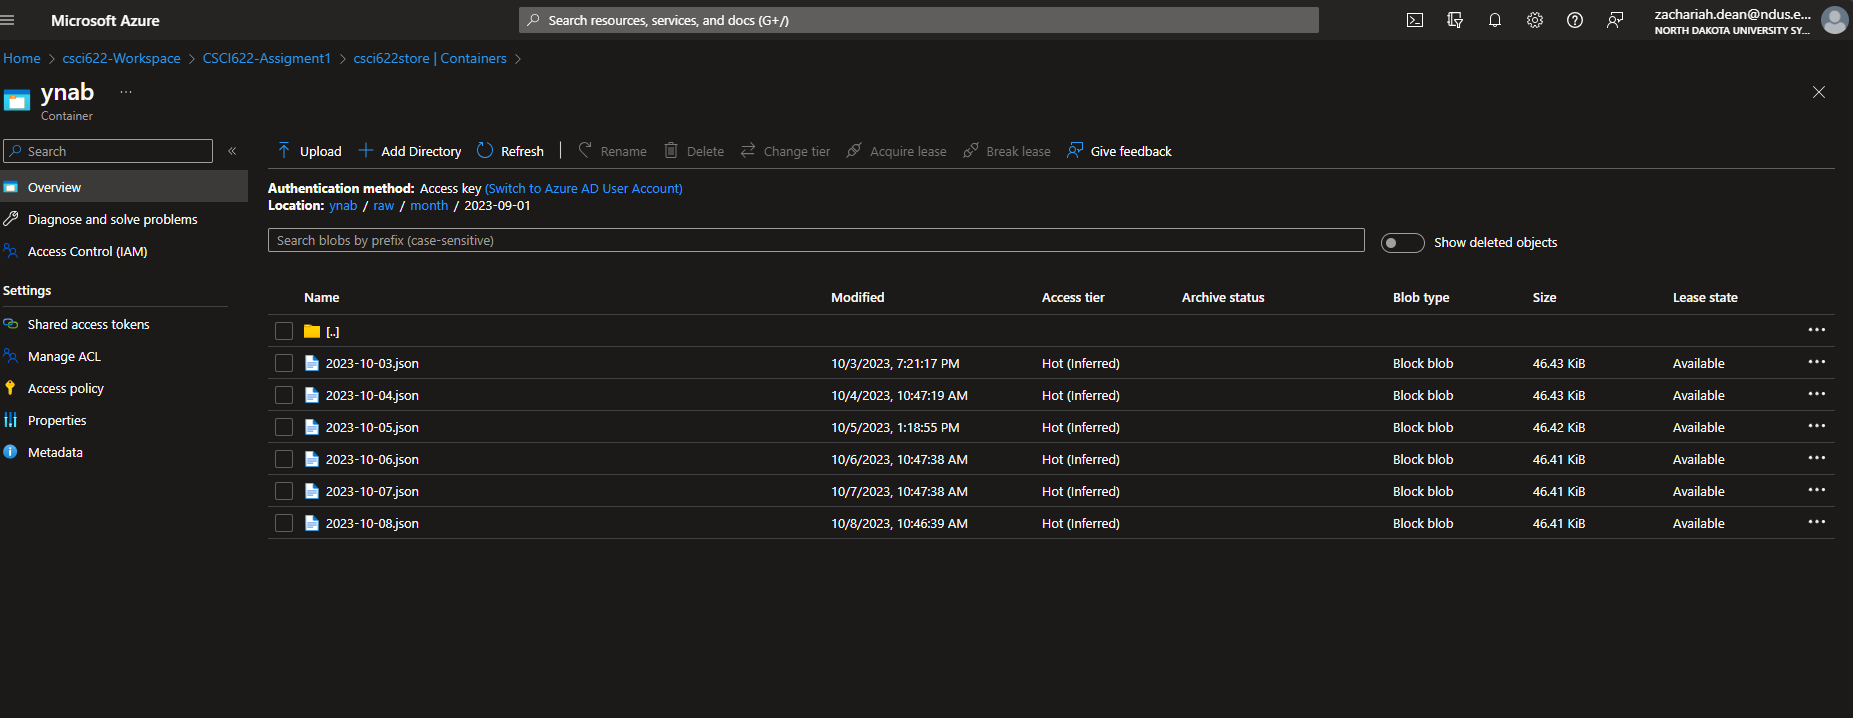 Microsoft Azure
Search resources, services, and docs (G+/)
zachariah.dean@ndus.e...
NORTH DAKOTA UNIVERSITY SY...
Home > csci622-Workspace > CSCI622-Assigment1 > csci622store | Containers >
ynab ...
Container
Search «
Upload Add Directory Refresh | Rename Delete Change tier Acquire lease Break lease Give feedback
Overview
Diagnose and solve problems
Access Control (IAM)
Settings
Shared access tokens
Manage ACL
Access policy
Properties
Metadata
Authentication method: Access key (Switch to Azure AD User Account)
Location: ynab / raw / month / 2023-09-01
Search blobs by prefix (case-sensitive)
Show deleted objects
Name Modified Access tier Archive status Blob type Size Lease state
[..] ...
2023-10-03.json 10/3/2023, 7:21:17 PM Hot (Inferred) Block blob 46.43 KiB Available ...
2023-10-04.json 10/4/2023, 10:47:19 AM Hot (Inferred) Block blob 46.43 KiB Available ...
2023-10-05.json 10/5/2023, 1:18:55 PM Hot (Inferred) Block blob 46.42 KiB Available ...
2023-10-06.json 10/6/2023, 10:47:38 AM Hot (Inferred) Block blob 46.41 KiB Available ...
2023-10-07.json 10/7/2023, 10:47:38 AM Hot (Inferred) Block blob 46.41 KiB Available ...
2023-10-08.json 10/8/2023, 10:46:39 AM Hot (Inferred) Block blob 46.41 KiB Available ...